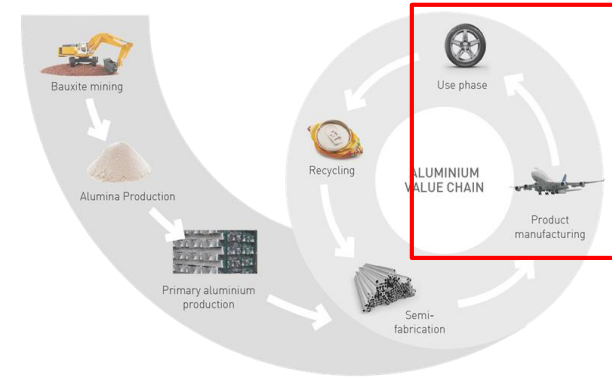 Bauxite mining
Alumina Production
Primary aluminium
production
Semi-
fabrication
Product
manufacturing
Use phase
Recycling
ALUMINIUM
VALUE CHAIN